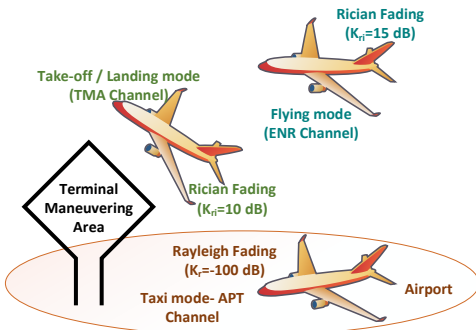 Rician Fading
(Kri=15 dB)
Take-off / Landing mode
(TMA Channel)
Flying mode
(ENR Channel)
Terminal
Maneuvering
Area
Rician Fading
(Kri=10 dB)
Rayleigh Fading
(Kr=-100 dB)
Airport
Taxi mode- APT
Channel